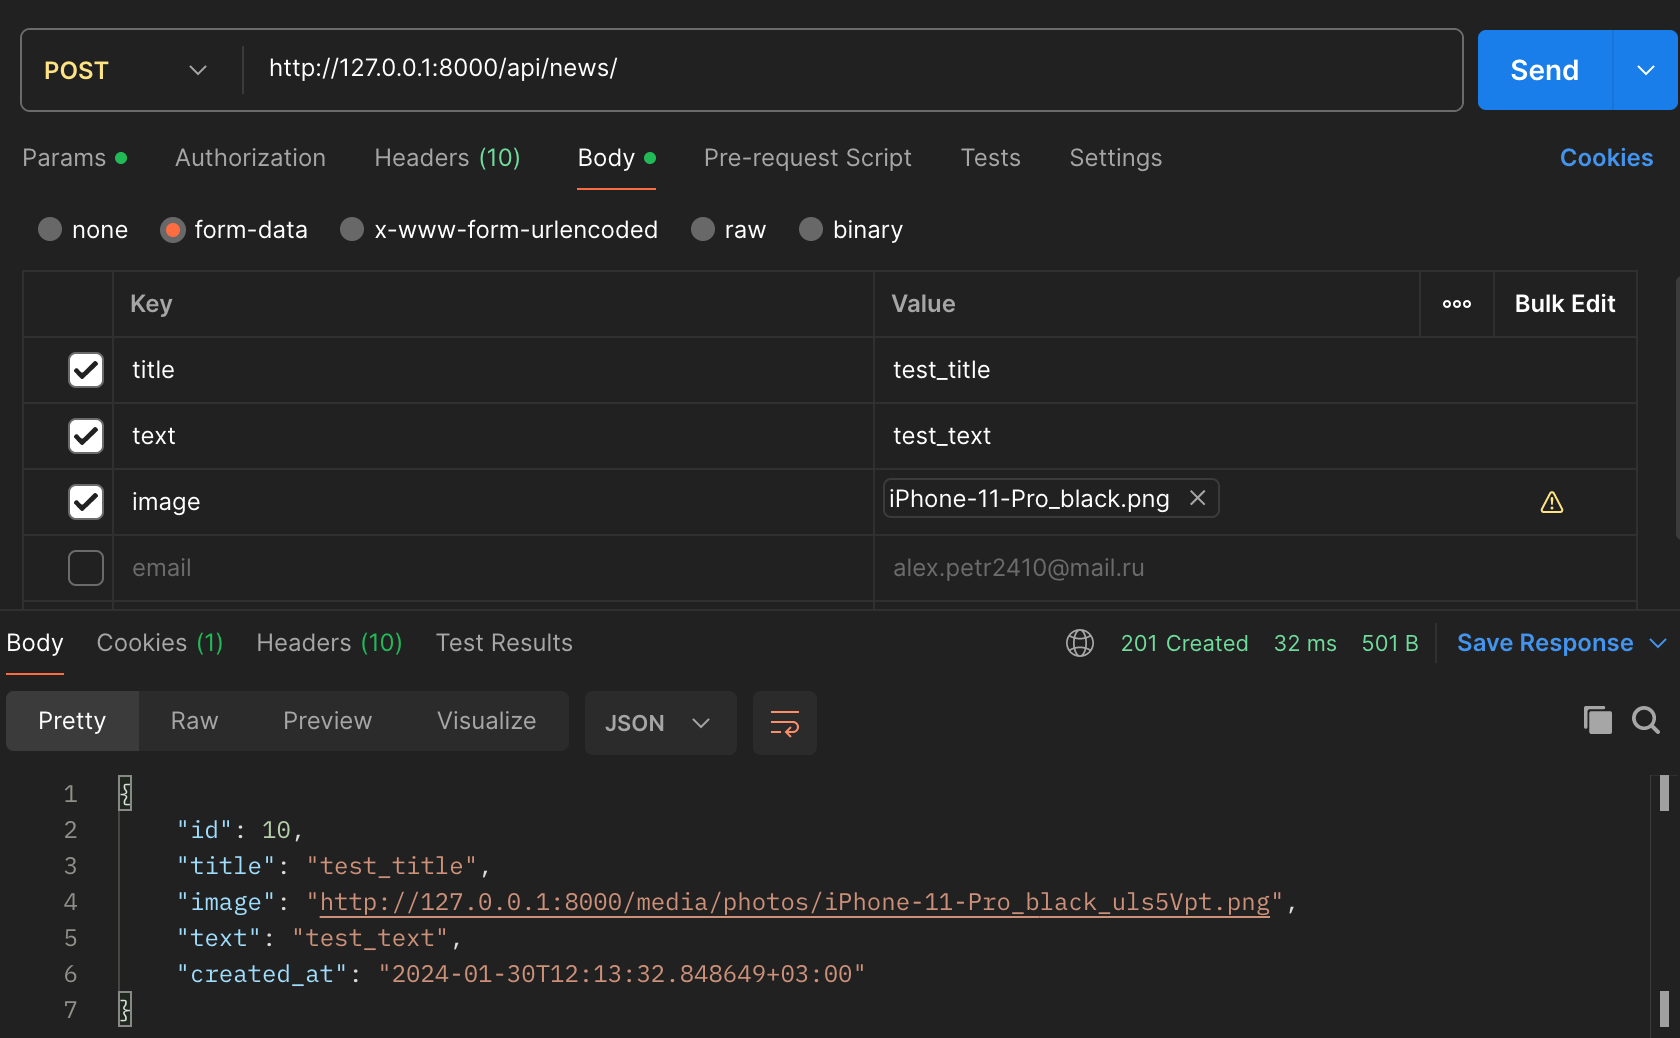 POST http://127.0.0.1:8000/api/news/ Send
Params Authorization Headers (10) Body Pre-request Script Tests Settings Cookies
none form-data x-www-form-urlencoded raw binary
Key Value Bulk Edit
title test_title
text test_text
image iPhone-11-Pro_black.png
email alex.petr2410@mail.ru
Body Cookies (1) Headers (10) Test Results 201 Created 32 ms 501 B Save Response
Pretty Raw Preview Visualize JSON
1 {
2 "id": 10,
3 "title": "test_title",
4 "image": "http://127.0.0.1:8000/media/photos/iPhone-11-Pro_black_uls5Vpt.png",
5 "text": "test_text",
6 "created_at": "2024-01-30T12:13:32.848649+03:00"
7 }